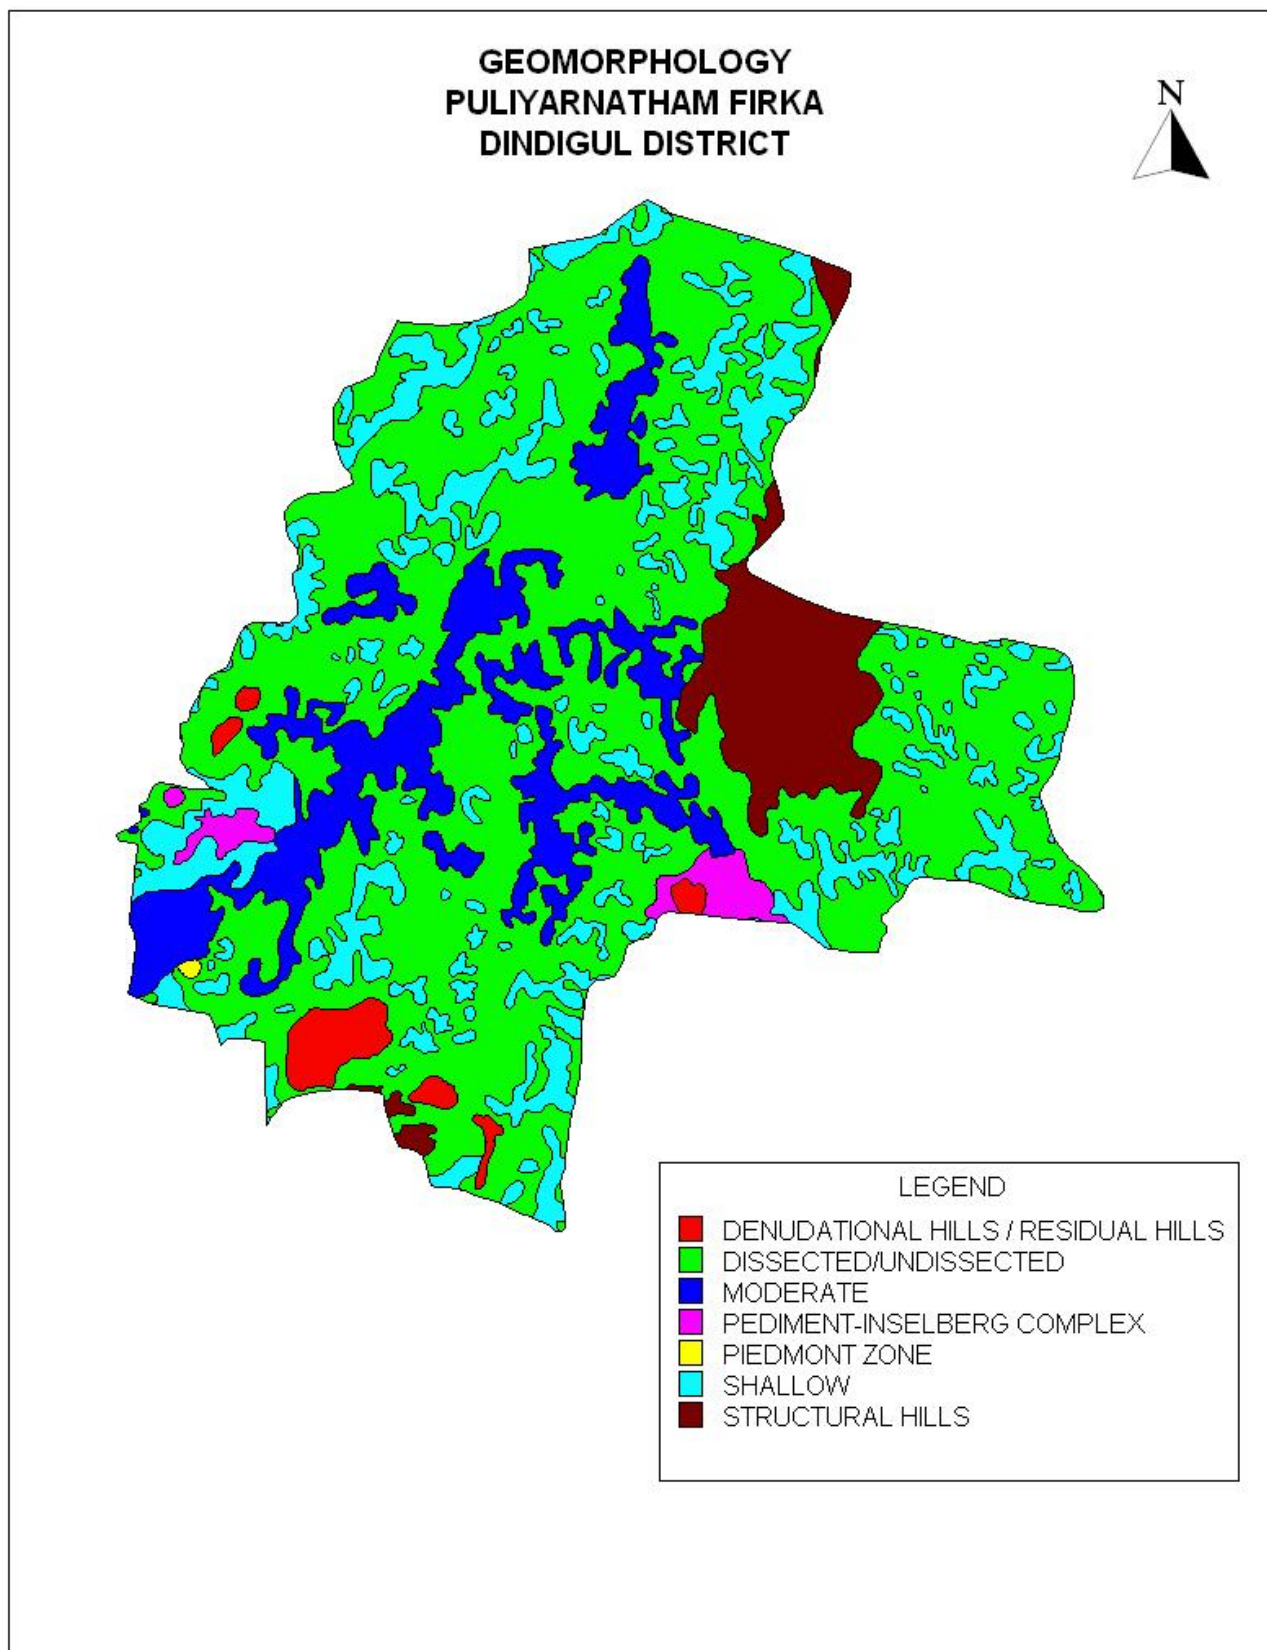 GEOMORPHOLOGY
PULIYARNATHAM FIRKA
DINDIGUL DISTRICT
N
LEGEND
DENUDATIONAL HILLS / RESIDUAL HILLS
DISSECTED/UNDISSECTED
MODERATE
PEDIMENT-INSELBERG COMPLEX
PIEDMONT ZONE
SHALLOW
STRUCTURAL HILLS